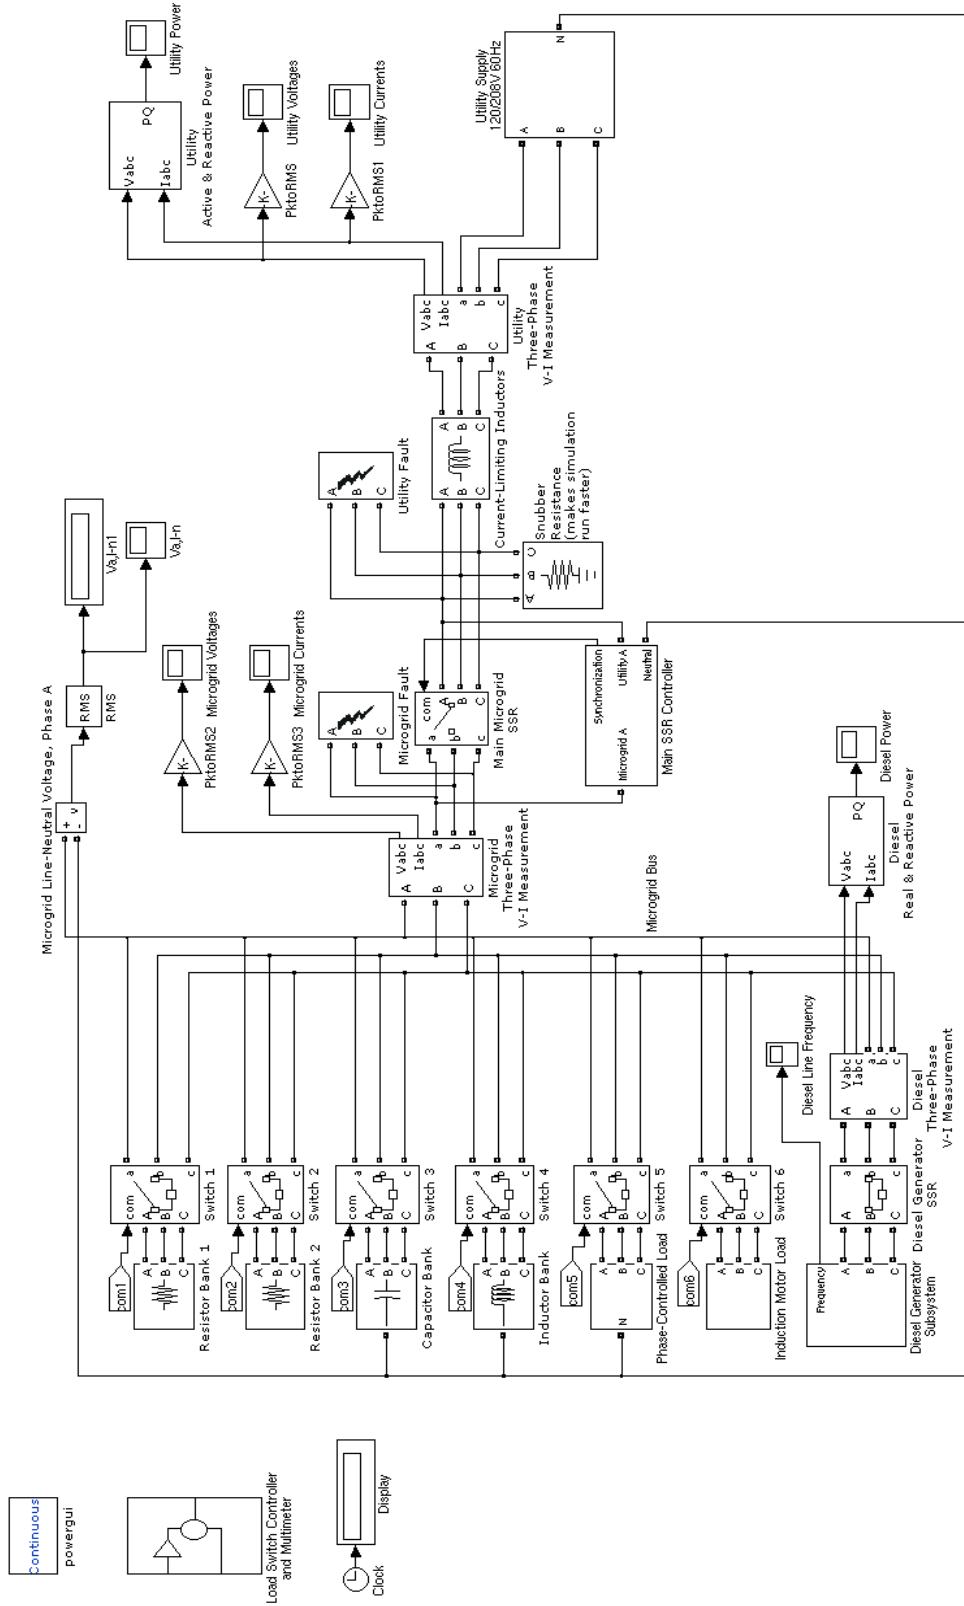 Continuous
powergui
Load Switch Controller
and Multimeter
Clock
Display
Microgrid Line-Neutral Voltage, Phase A
+
-
v
RMS
RMS
Va,l-n1
Va,l-n
com1
A
B
C
Resistor Bank 1
com
A
B
C
a
b
c
Switch 1
com2
A
B
C
Resistor Bank 2
com
A
B
C
a
b
c
Switch 2
com3
A
B
C
Capacitor Bank
com
A
B
C
a
b
c
Switch 3
com4
A
B
C
Inductor Bank
com
A
B
C
a
b
c
Switch 4
com5
N
A
B
C
Phase-Controlled Load
com
A
B
C
a
b
c
Switch 5
com6
A
B
C
Induction Motor Load
com
A
B
C
a
b
c
Switch 6
Frequency
A
B
C
Diesel Generator
Subsystem
A
B
C
a
b
c
Diesel Generator
SSR
Diesel Line Frequency
A
B
C
Vabc
Iabc
a
b
c
Diesel
Three-Phase
V-I Measurement
Vabc
Iabc
PQ
Diesel
Real & Reactive Power
Diesel Power
Microgrid Bus
A
B
C
Vabc
Iabc
a
b
c
Microgrid
Three-Phase
V-I Measurement
-K-
PktoRMS2
Microgrid Voltages
-K-
PktoRMS3
Microgrid Currents
A
B
C
Microgrid Fault
com
a
b
c
A
B
C
Main Microgrid
SSR
Microgrid A
Synchronization
Utility A
Neutral
Main SSR Controller
A
B
C
Utility Fault
A
B
C
Snubber
Resistance
(makes simulation
run faster)
A
B
C
A
B
C
Current-Limiting Inductors
A
B
C
Vabc
Iabc
a
b
c
Utility
Three-Phase
V-I Measurement
Vabc
Iabc
PQ
Utility
Active & Reactive Power
Utility Power
-K-
PktoRMS
Utility Voltages
-K-
PktoRMS1
Utility Currents
Utility Supply
120/208V 60Hz
A
B
C
N